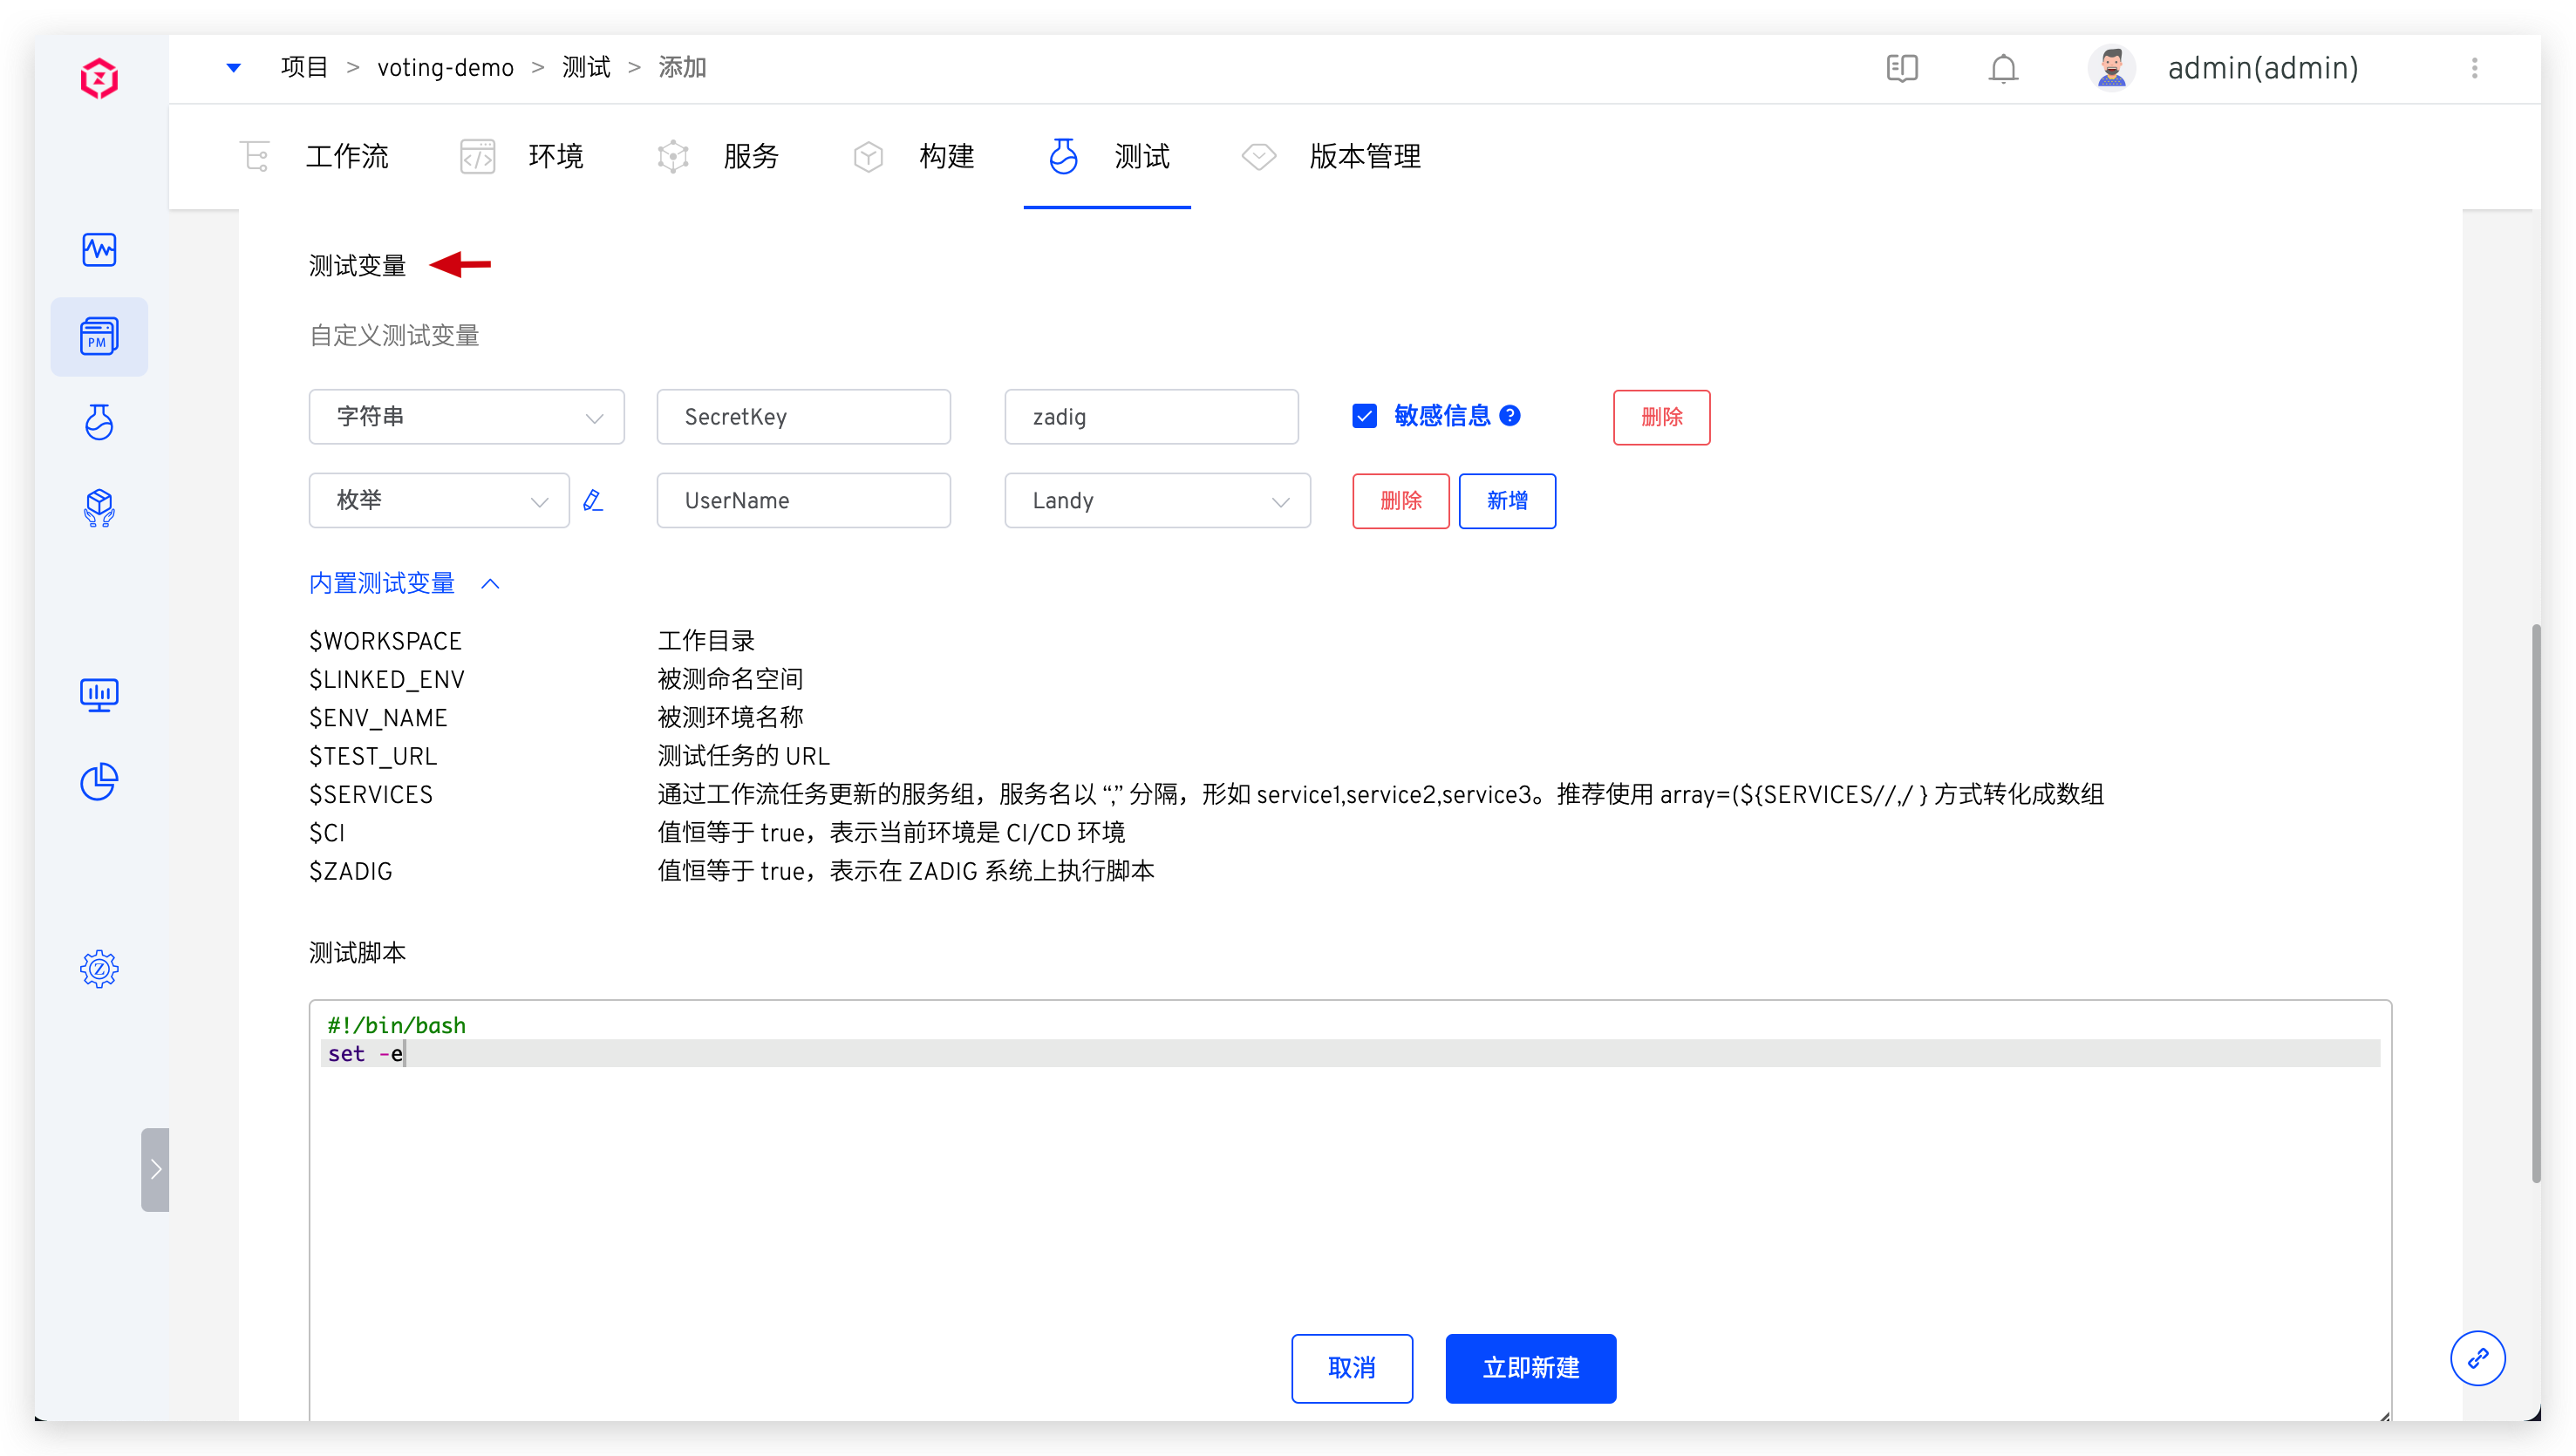 项目 > voting-demo > 测试 > 添加
admin(admin)
工作流 环境 服务 构建 测试 版本管理
PM
测试变量
自定义测试变量
字符串 SecretKey zadig 敏感信息 ? 删除
枚举 UserName Landy 删除 新增
内置测试变量
$WORKSPACE 工作目录
$LINKED_ENV 被测命名空间
$ENV_NAME 被测环境名称
$TEST_URL 测试任务的 URL
$SERVICES 通过工作流任务更新的服务组，服务名以 “,” 分隔，形如 service1,service2,service3。推荐使用 array=(${SERVICES//,/ } 方式转化成数组
$CI 值恒等于 true，表示当前环境是 CI/CD 环境
$ZADIG 值恒等于 true，表示在 ZADIG 系统上执行脚本
测试脚本
#!/bin/bash
set -e
取消 立即新建